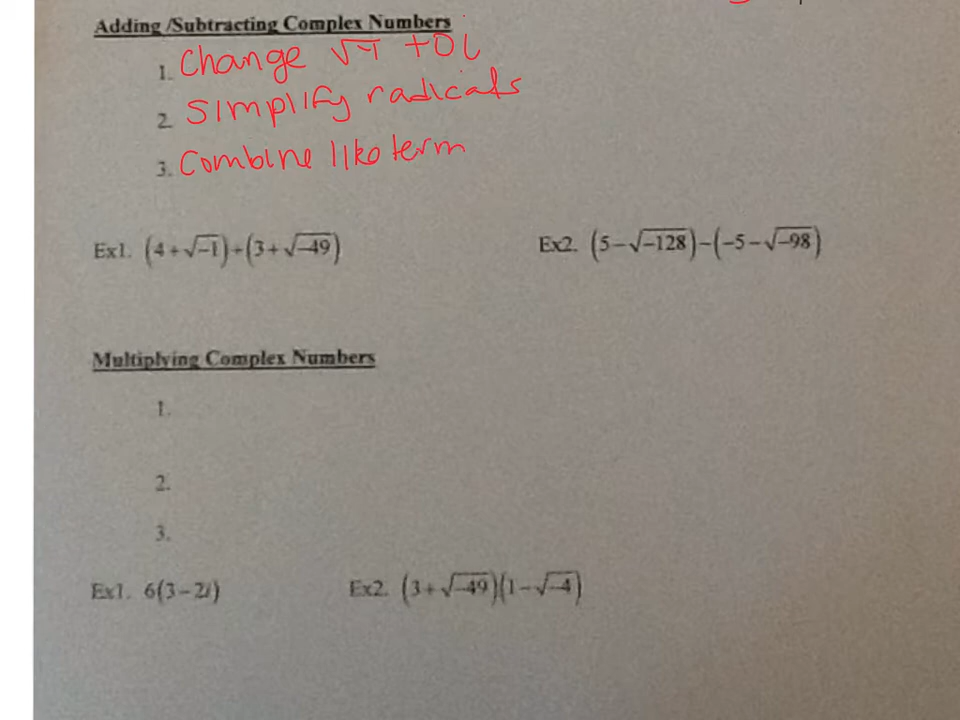 Adding /Subtracting Complex Numbers
1. Change √-1 to i
2. Simplify radicals
3. Combine like term
Ex1. (4+√-1)+(3+√-49) Ex2. (5-√-128)-(-5-√-98)
Multiplying Complex Numbers
1.
2.
3.
Ex1. 6(3-2i) Ex2. (3+√-49)(1-√-4)